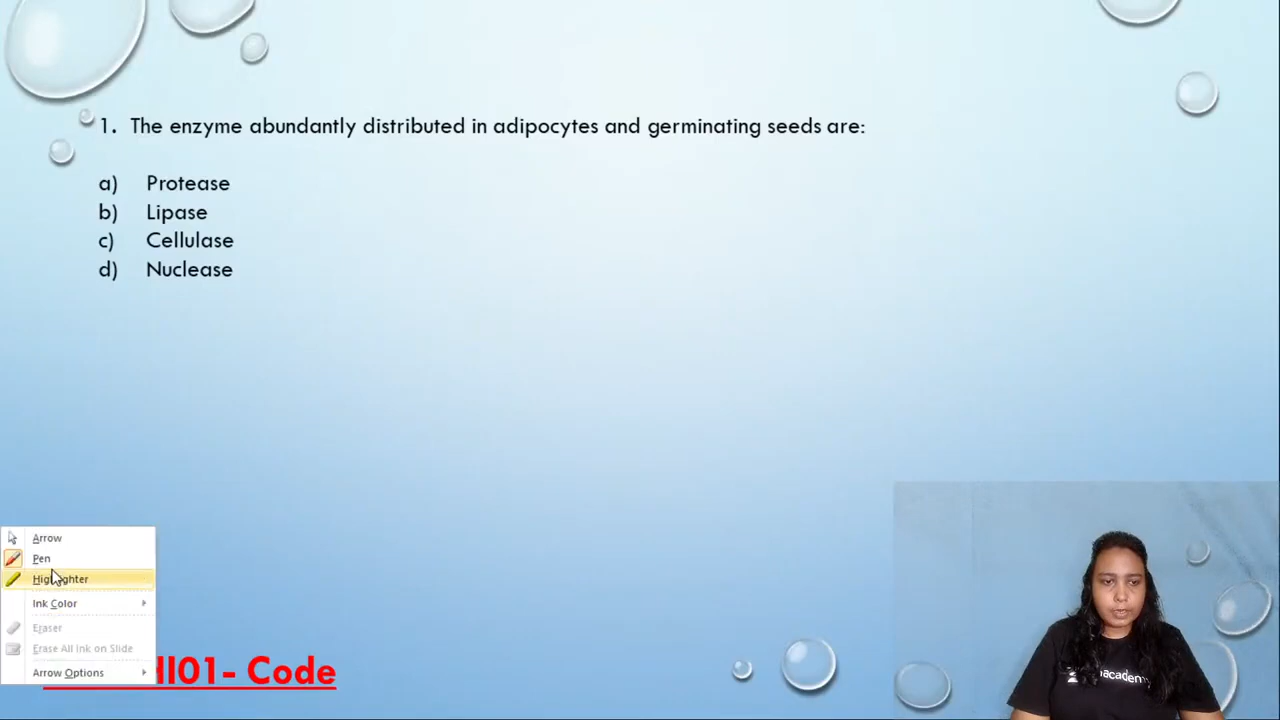 1. The enzyme abundantly distributed in adipocytes and germinating seeds are:
a) Protease
b) Lipase
c) Cellulase
d) Nuclease
Arrow
Pen
Highlighter
Ink Color
Eraser
Erase All Ink on Slide
Arrow Options
01- Code